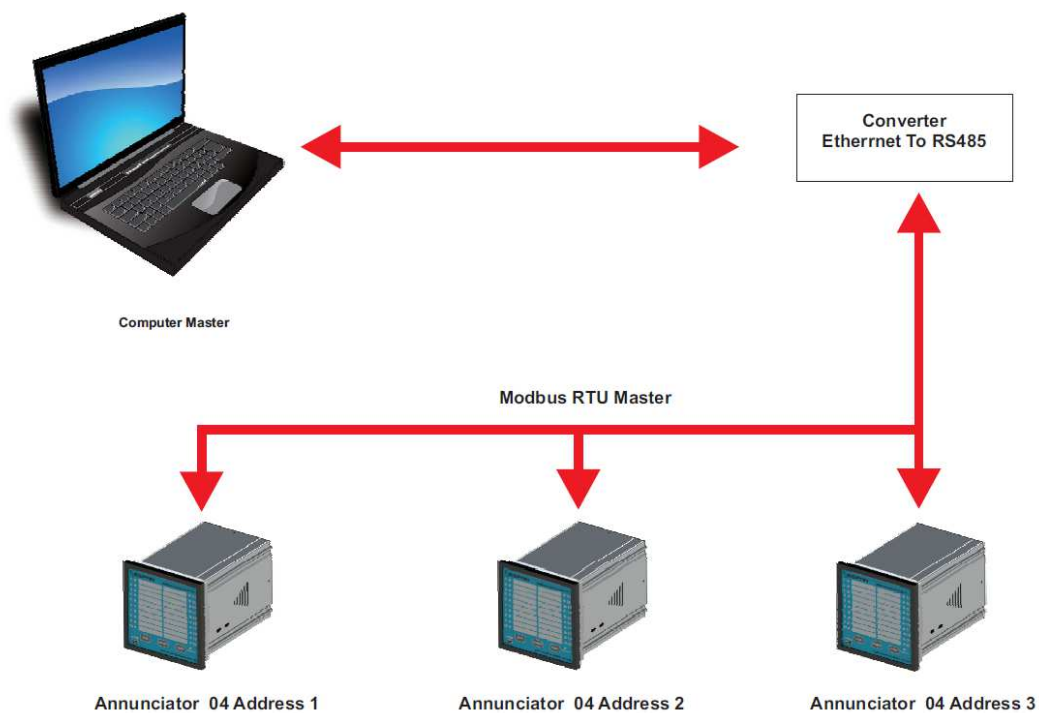 Converter
Etherrnet To RS485
Computer Master
Modbus RTU Master
Annunciator 04 Address 1
Annunciator 04 Address 2
Annunciator 04 Address 3